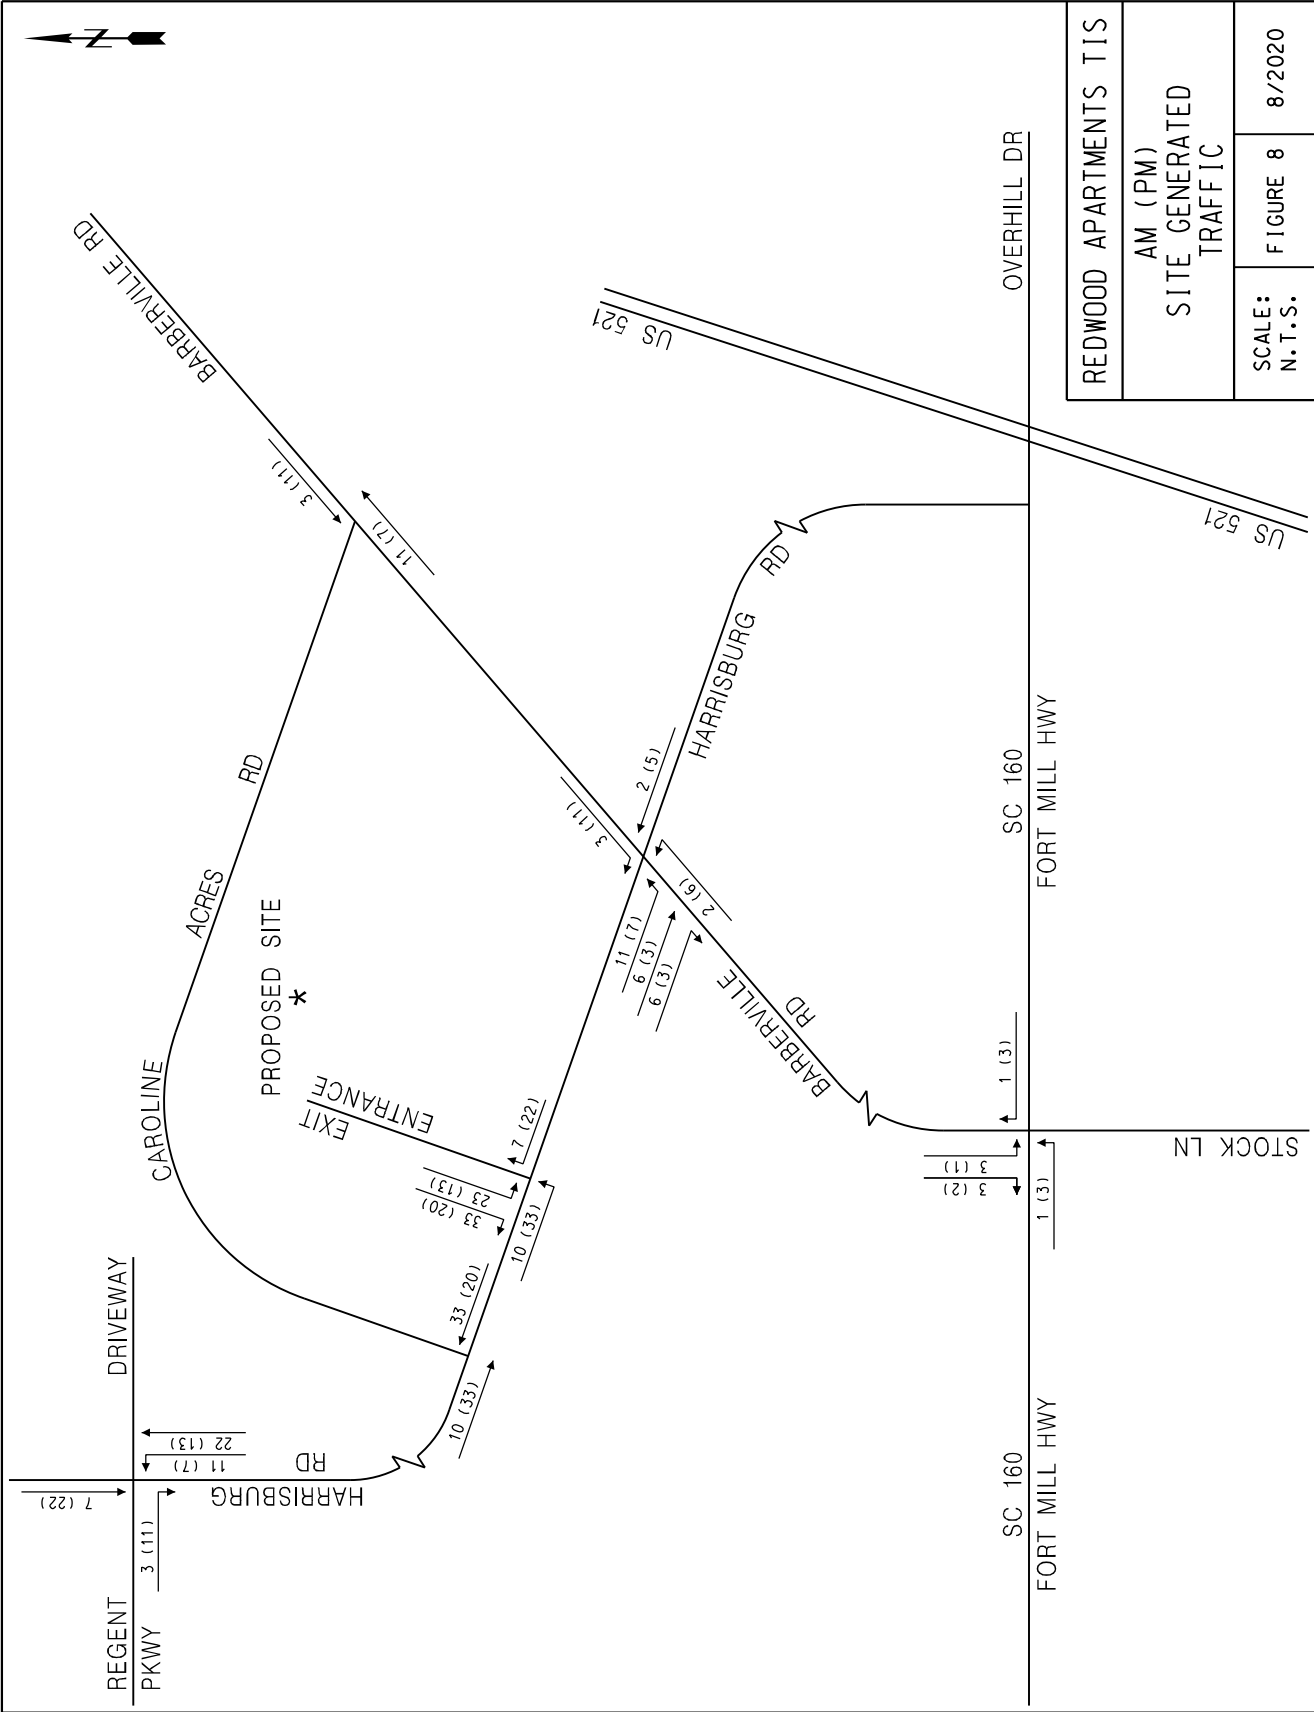 N
REGENT
PKWY
DRIVEWAY
7 (22)
3 (11)
22 (13)
11 (7)
HARRISBURG
RD
CAROLINE
ACRES
RD
PROPOSED SITE
*
EXIT
ENTRANCE
10 (33)
33 (20)
33 (20)
23 (13)
10 (33)
7 (22)
BARBERVILLE RD
3 (11)
11 (7)
3 (11)
2 (5)
11 (7)
6 (3)
6 (3)
2 (6)
HARRISBURG
RD
BARBERVILLE
RD
US 521
US 521
OVERHILL DR
SC 160
FORT MILL HWY
3 (1)
3 (2)
1 (3)
1 (3)
STOCK LN
SC 160
FORT MILL HWY
REDWOOD APARTMENTS TIS
AM (PM)
SITE GENERATED
TRAFFIC
SCALE:
N.T.S.
FIGURE 8
8/2020